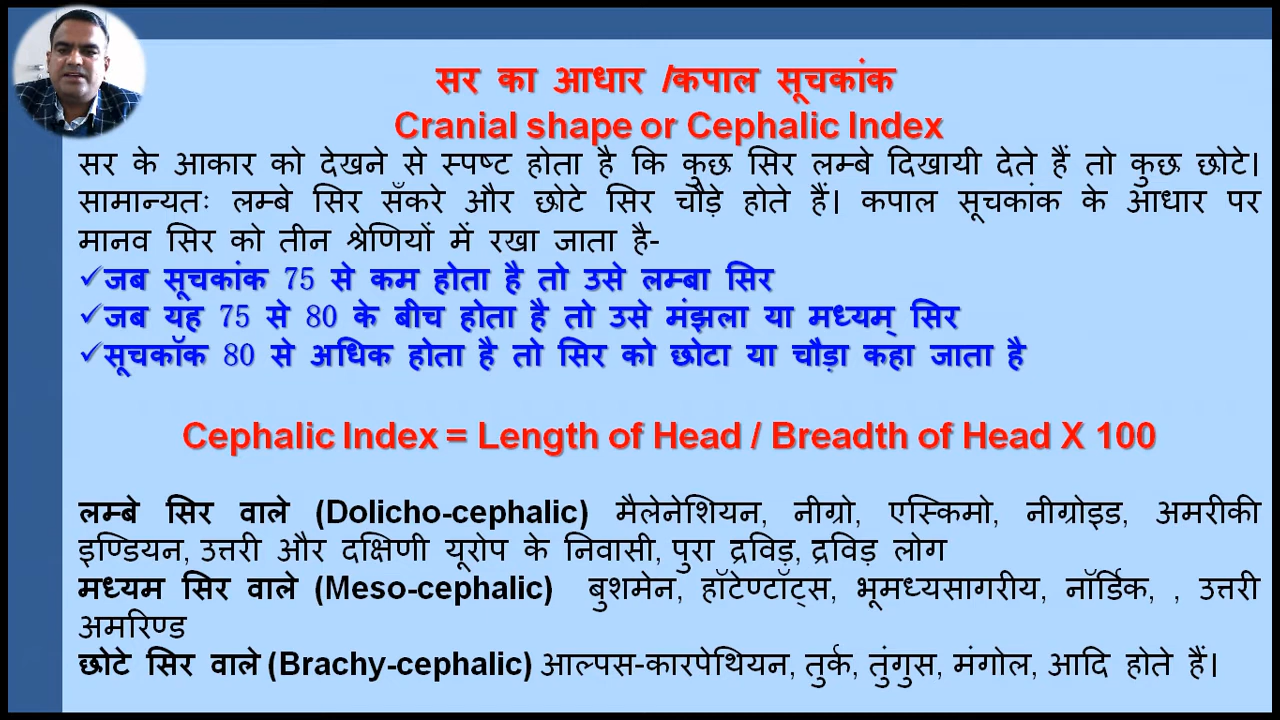 सर का आधार /कपाल सूचकांक
Cranial shape or Cephalic Index
सर के आकार को देखने से स्पष्ट होता है कि कुछ सिर लम्बे दिखायी देते हैं तो कुछ छोटे।
सामान्यतः लम्बे सिर सँकरे और छोटे सिर चौड़े होते हैं। कपाल सूचकांक के आधार पर
मानव सिर को तीन श्रेणियों में रखा जाता है-
✓जब सूचकांक 75 से कम होता है तो उसे लम्बा सिर
✓जब यह 75 से 80 के बीच होता है तो उसे मंझला या मध्यम् सिर
✓सूचकॉक 80 से अधिक होता है तो सिर को छोटा या चौड़ा कहा जाता है
Cephalic Index = Length of Head / Breadth of Head X 100
लम्बे सिर वाले (Dolicho-cephalic) मैलेनेशियन, नीग्रो, एस्किमो, नीग्रोइड, अमरीकी
इण्डियन, उत्तरी और दक्षिणी यूरोप के निवासी, पुरा द्रविड़, द्रविड़ लोग
मध्यम सिर वाले (Meso-cephalic) बुशमेन, हॉटेण्टॉट्स, भूमध्यसागरीय, नॉर्डिक, , उत्तरी
अमरिण्ड
छोटे सिर वाले (Brachy-cephalic) आल्पस-कारपेथियन, तुर्क, तुंगुस, मंगोल, आदि होते हैं।